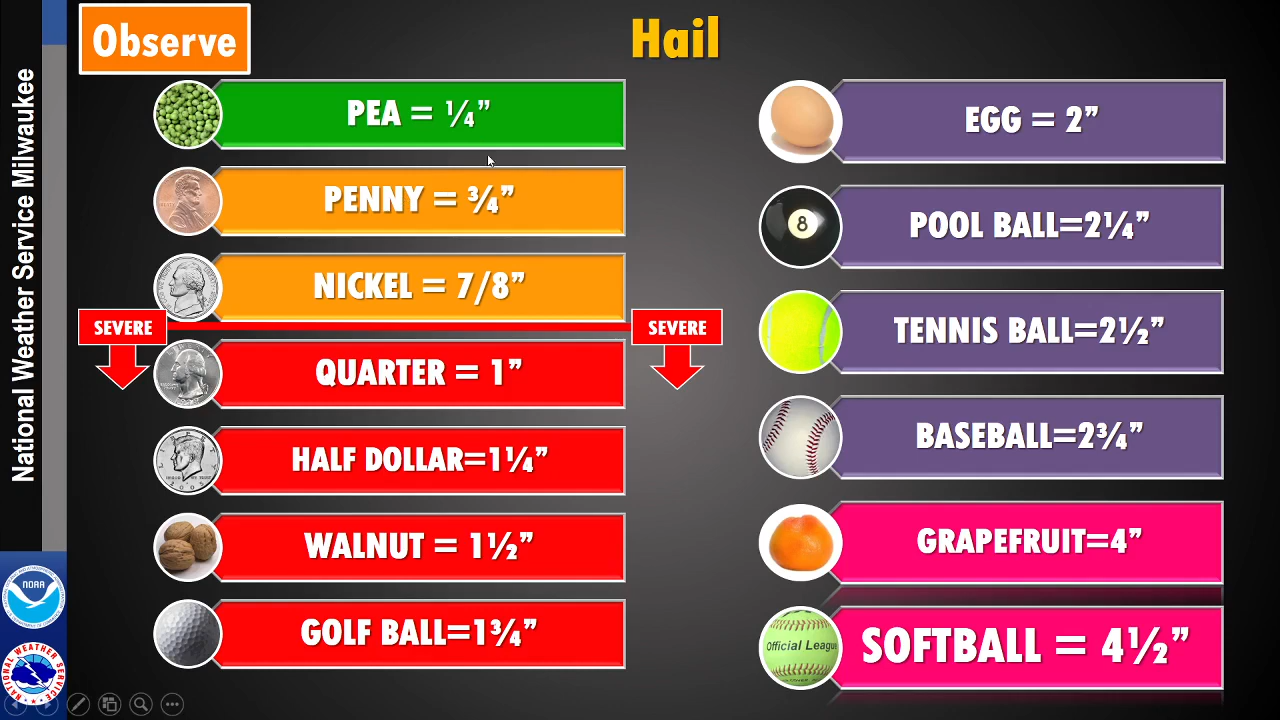 Observe
Hail
National Weather Service Milwaukee
PEA = ¼”
PENNY = ¾”
NICKEL = 7/8”
SEVERE
SEVERE
QUARTER = 1”
HALF DOLLAR=1¼”
WALNUT = 1½”
GOLF BALL=1¾”
EGG = 2”
8
POOL BALL=2¼”
TENNIS BALL=2½”
BASEBALL=2¾”
GRAPEFRUIT=4”
Official Leagu
SOFTBALL = 4½”
NOAA
NATIONAL WEATHER SERVICE